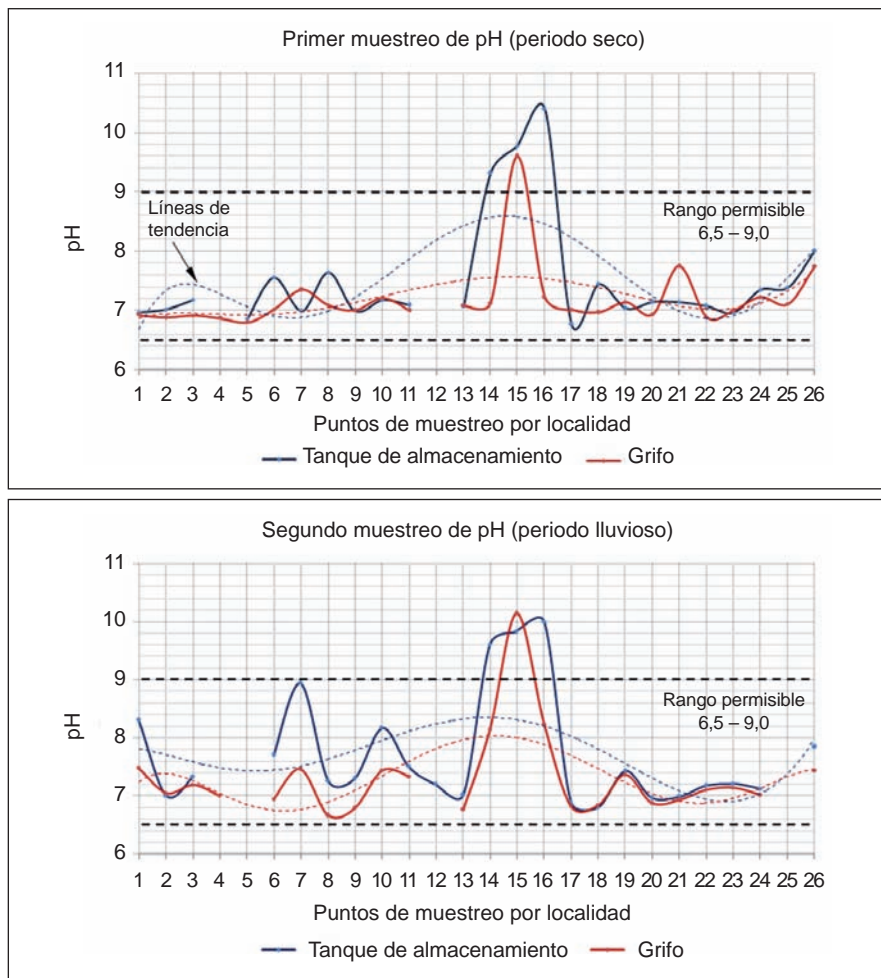 Primer muestreo de pH (periodo seco)
11
10
9
8
7
6
pH
Líneas de
tendencia
Rango permisible
6,5 – 9,0
1 2 3 4 5 6 7 8 9 10 11 12 13 14 15 16 17 18 19 20 21 22 23 24 25 26
Puntos de muestreo por localidad
Tanque de almacenamiento Grifo
Segundo muestreo de pH (periodo lluvioso)
11
10
9
8
7
6
pH
Rango permisible
6,5 – 9,0
1 2 3 4 5 6 7 8 9 10 11 12 13 14 15 16 17 18 19 20 21 22 23 24 25 26
Puntos de muestreo por localidad
Tanque de almacenamiento Grifo